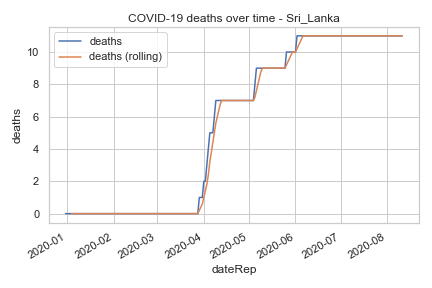 COVID-19 deaths over time - Sri_Lanka
deaths
deaths (rolling)
deaths
10
8
6
4
2
0
2020-01
2020-02
2020-03
2020-04
2020-05
2020-06
2020-07
2020-08
dateRep